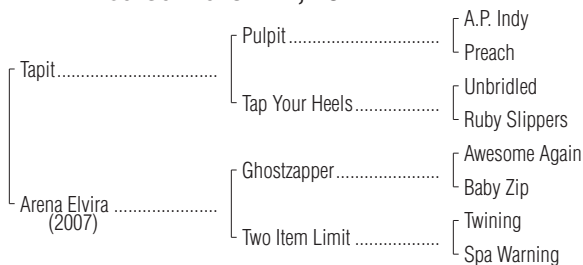 A.P. Indy
Pulpit
Preach
Tapit
Unbridled
Tap Your Heels
Ruby Slippers
Awesome Again
Ghostzapper
Baby Zip
Arena Elvira
(2007)
Twining
Two Item Limit
Spa Warning